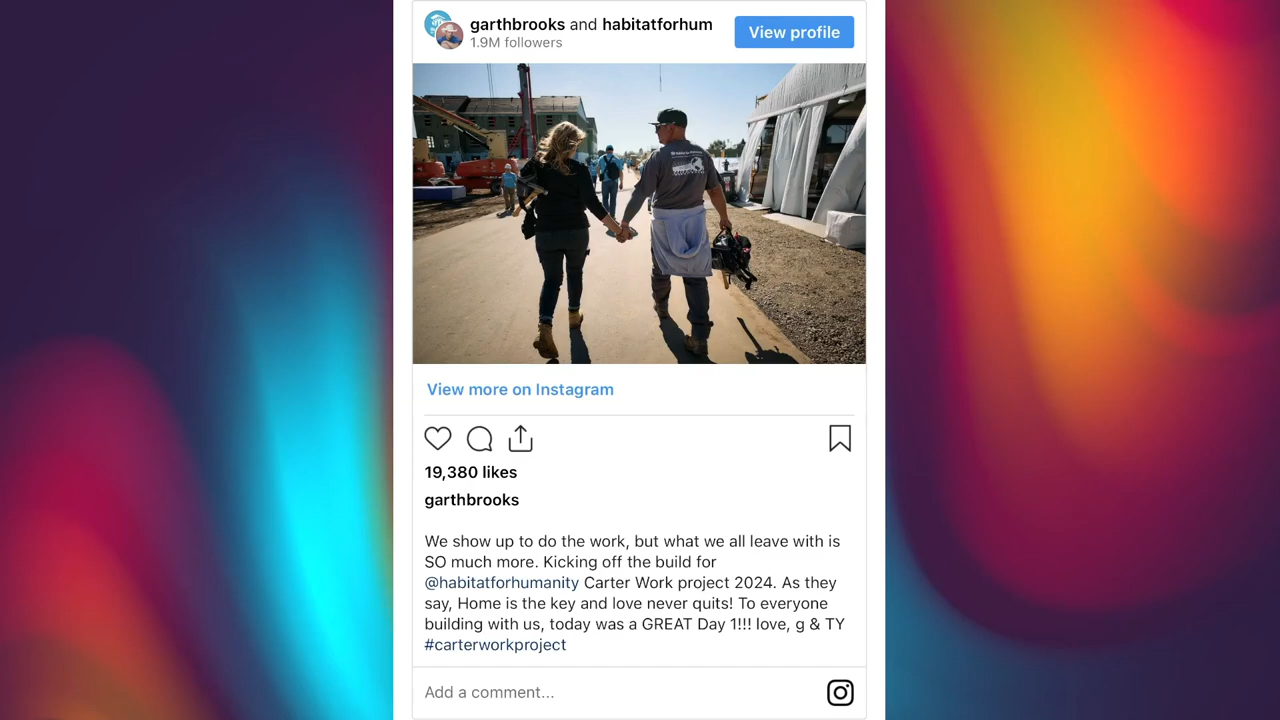 garthbrooks and habitatforhum
1.9M followers
View profile
View more on Instagram
19,380 likes
garthbrooks
We show up to do the work, but what we all leave with is
SO much more. Kicking off the build for
@habitatforhumanity Carter Work project 2024. As they
say, Home is the key and love never quits! To everyone
building with us, today was a GREAT Day 1!!! love, g & TY
#carterworkproject
Add a comment...